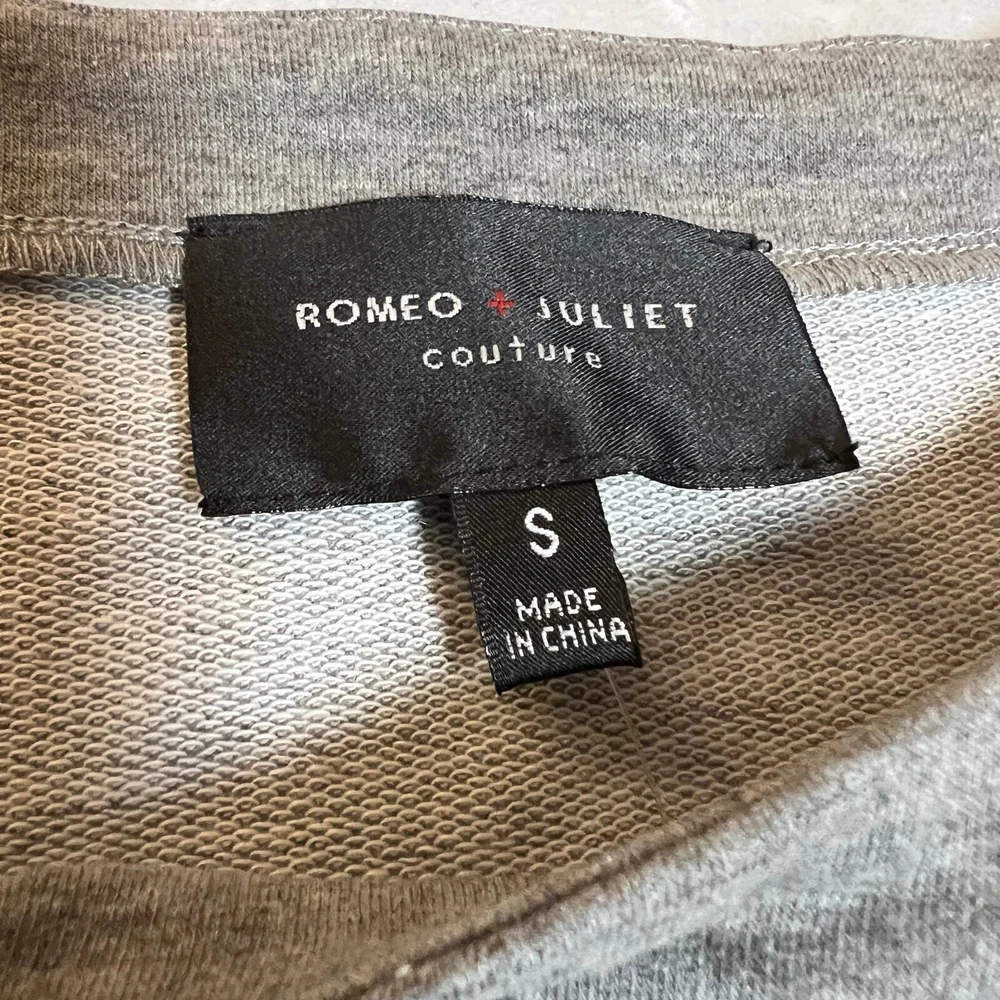 ROMEO + JULIET
couture
S
MADE
IN CHINA